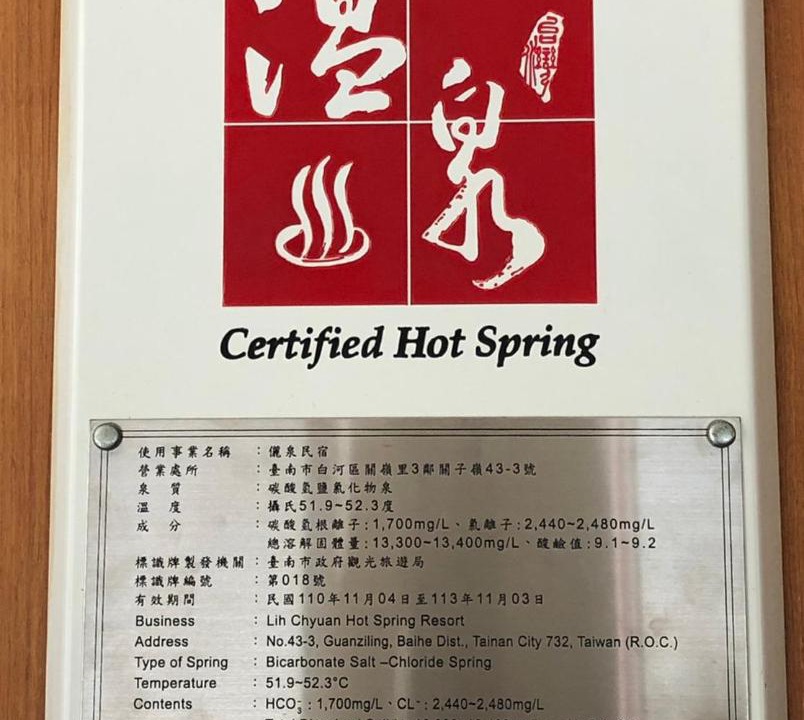 溫泉
台灣
Certified Hot Spring
使用事業名稱：儷泉民宿
營業處所：臺南市白河區關嶺里3鄰關子嶺43-3號
泉質：碳酸氫鹽氯化物泉
溫度：攝氏51.9~52.3度
成分：碳酸氫根離子:1,700mg/L、氯離子:2,440~2,480mg/L
總溶解固體量:13,300~13,400mg/L、酸鹼值:9.1~9.2
標識牌製發機關：臺南市政府觀光旅遊局
標識牌編號：第018號
有效期間：民國110年11月04日至113年11月03日
Business : Lih Chyuan Hot Spring Resort
Address : No.43-3, Guanziling, Baihe Dist., Tainan City 732, Taiwan (R.O.C.)
Type of Spring : Bicarbonate Salt –Chloride Spring
Temperature : 51.9~52.3°C
Contents : HCO₃⁻ : 1,700mg/L、CL⁻ : 2,440~2,480mg/L